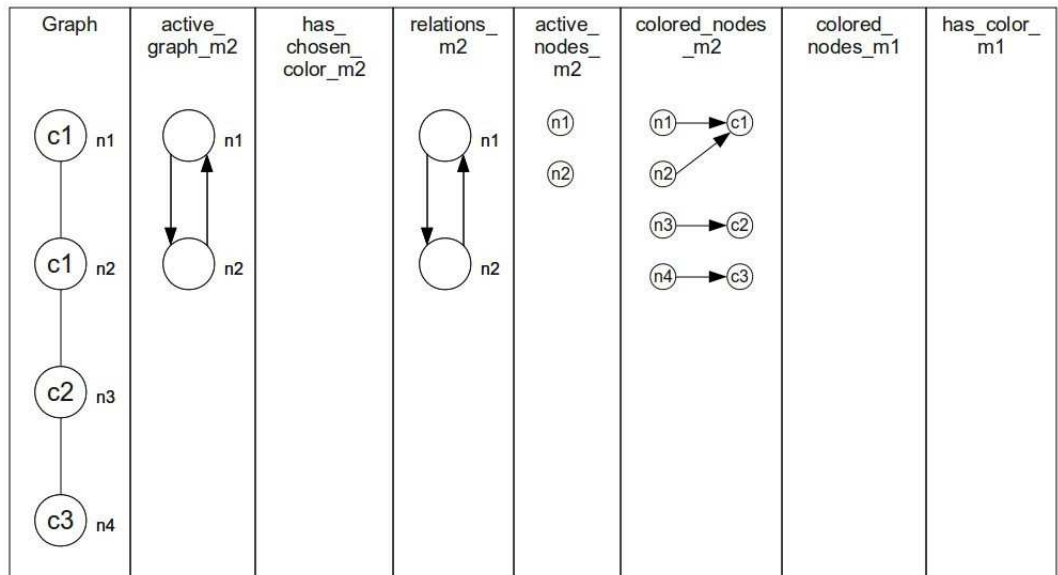 Graph
active_
graph_m2
has_
chosen_
color_m2
relations_
m2
active_
nodes_
m2
colored_nodes
_m2
colored_
nodes_m1
has_color_
m1
c1 n1
c1 n2
c2 n3
c3 n4
n1
n2
n1
n2
n1
n2
n1 c1
n2
n3 c2
n4 c3